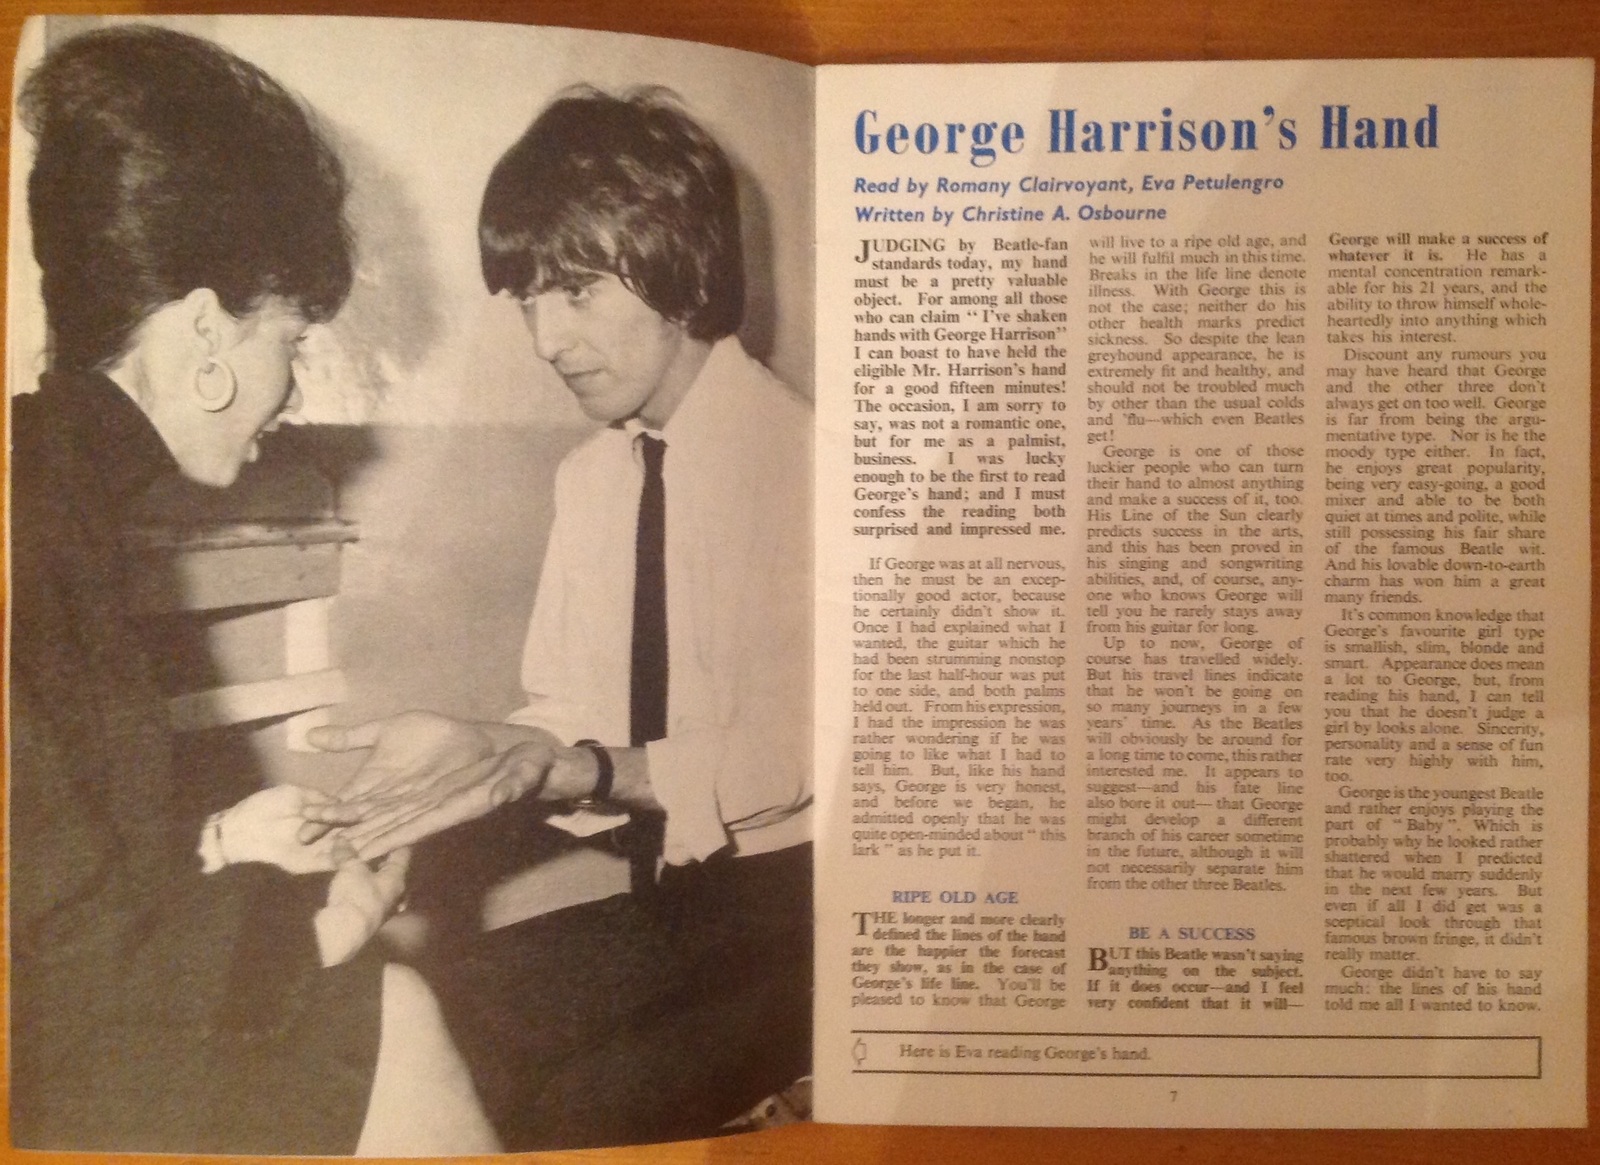 George Harrison's Hand
Read by Romany Clairvoyant, Eva Petulengro
Written by Christine A. Osbourne
JUDGING by Beatle-fan
standards today, my hand
must be a pretty valuable
object. For among all those
who can claim “ I've shaken
hands with George Harrison”
I can boast to have held the
eligible Mr. Harrison's hand
for a good fifteen minutes!
The occasion, I am sorry to
say, was not a romantic one,
but for me as a palmist,
business. I was lucky
enough to be the first to read
George's hand; and I must
confess the reading both
surprised and impressed me.
If George was at all nervous,
then he must be an excep-
tionally good actor, because
he certainly didn't show it.
Once I had explained what I
wanted, the guitar which he
had been strumming nonstop
for the last half-hour was put
to one side, and both palms
held out. From his expression,
I had the impression he was
rather wondering if he was
going to like what I had to
tell him. But, like his hand
says, George is very honest,
and before we began, he
admitted openly that he was
quite open-minded about “ this
lark ” as he put it.
RIPE OLD AGE
THE longer and more clearly
defined the lines of the hand
are the happier the forecast
they show, as in the case of
George's life line. You'll be
pleased to know that George
will live to a ripe old age, and
he will fulfil much in this time.
Breaks in the life line denote
illness. With George this is
not the case; neither do his
other health marks predict
sickness. So despite the lean
greyhound appearance, he is
extremely fit and healthy, and
should not be troubled much
by other than the usual colds
and 'flu—which even Beatles
get!
George is one of those
luckier people who can turn
their hand to almost anything
and make a success of it, too.
His Line of the Sun clearly
predicts success in the arts,
and this has been proved in
his singing and songwriting
abilities, and, of course, any-
one who knows George will
tell you he rarely stays away
from his guitar for long.
Up to now, George of
course has travelled widely.
But his travel lines indicate
that he won't be going on
so many journeys in a few
years' time. As the Beatles
will obviously be around for
a long time to come, this rather
interested me. It appears to
suggest—and his fate line
also bore it out— that George
might develop a different
branch of his career sometime
in the future, although it will
not necessarily separate him
from the other three Beatles.
BE A SUCCESS
BUT this Beatle wasn't saying
anything on the subject.
If it does occur—and I feel
very confident that it will—
George will make a success of
whatever it is. He has a
mental concentration remark-
able for his 21 years, and the
ability to throw himself whole-
heartedly into anything which
takes his interest.
Discount any rumours you
may have heard that George
and the other three don't
always get on too well. George
is far from being the argu-
mentative type. Nor is he the
moody type either. In fact,
he enjoys great popularity,
being very easy-going, a good
mixer and able to be both
quiet at times and polite, while
still possessing his fair share
of the famous Beatle wit.
And his lovable down-to-earth
charm has won him a great
many friends.
It's common knowledge that
George's favourite girl type
is smallish, slim, blonde and
smart. Appearance does mean
a lot to George, but, from
reading his hand, I can tell
you that he doesn't judge a
girl by looks alone. Sincerity,
personality and a sense of fun
rate very highly with him,
too.
George is the youngest Beatle
and rather enjoys playing the
part of “ Baby ”. Which is
probably why he looked rather
shattered when I predicted
that he would marry suddenly
in the next few years. But
even if all I did get was a
sceptical look through that
famous brown fringe, it didn't
really matter.
George didn't have to say
much: the lines of his hand
told me all I wanted to know.
Here is Eva reading George's hand.
7